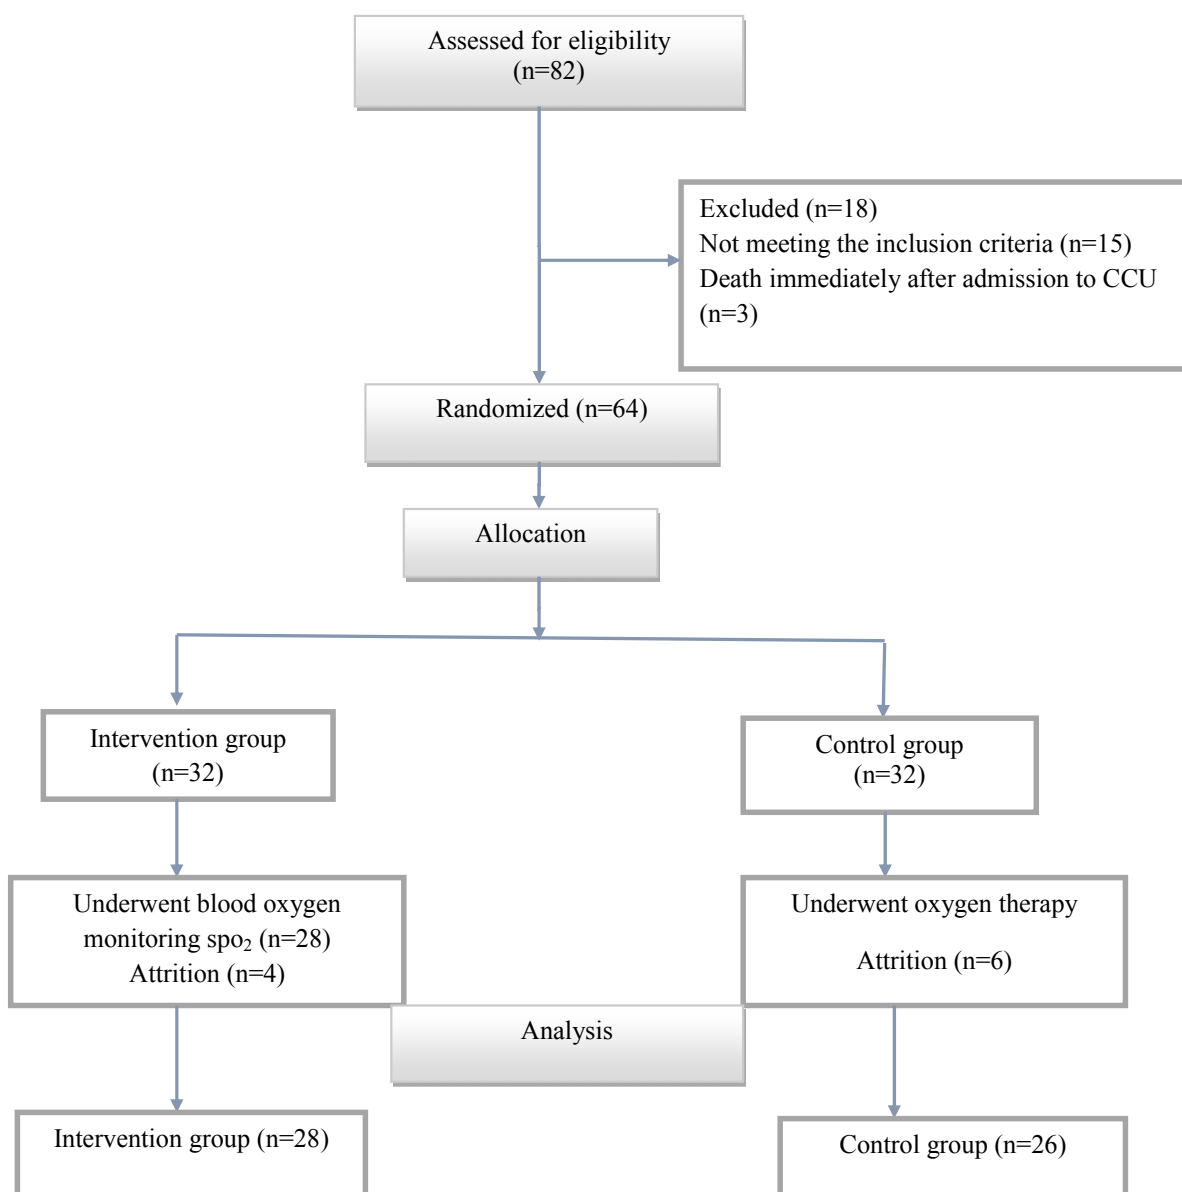 Assessed for eligibility
(n=82)
Excluded (n=18)
Not meeting the inclusion criteria (n=15)
Death immediately after admission to CCU
(n=3)
Randomized (n=64)
Allocation
Intervention group
(n=32)
Control group
(n=32)
Underwent blood oxygen
monitoring spo₂ (n=28)
Attrition (n=4)
Underwent oxygen therapy
Attrition (n=6)
Analysis
Intervention group (n=28)
Control group (n=26)